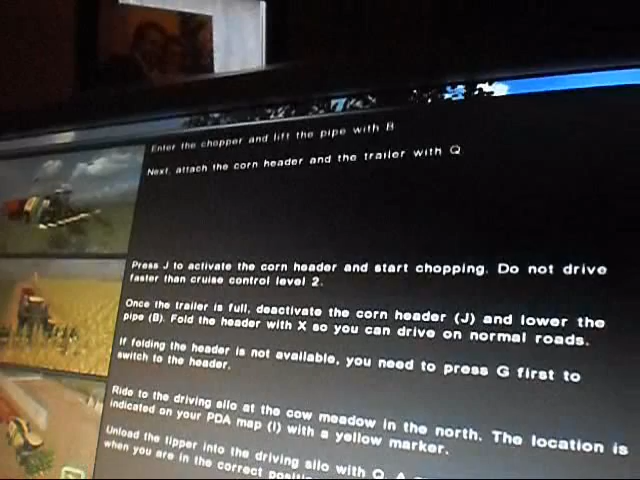 Enter the chopper and lift the pipe with B
Next, attach the corn header and the trailer with Q
Press J to activate the corn header and start chopping. Do not drive
faster than cruise control level 2.
Once the trailer is full, deactivate the corn header (J) and lower the
pipe (B). Fold the header with X so you can drive on normal roads.
If folding the header is not available, you need to press G first to
switch to the header.
Ride to the driving silo at the cow meadow in the north. The location is
indicated on your PDA map (I) with a yellow marker.
Unload the tipper into the driving silo with Q. A
when you are in the correct